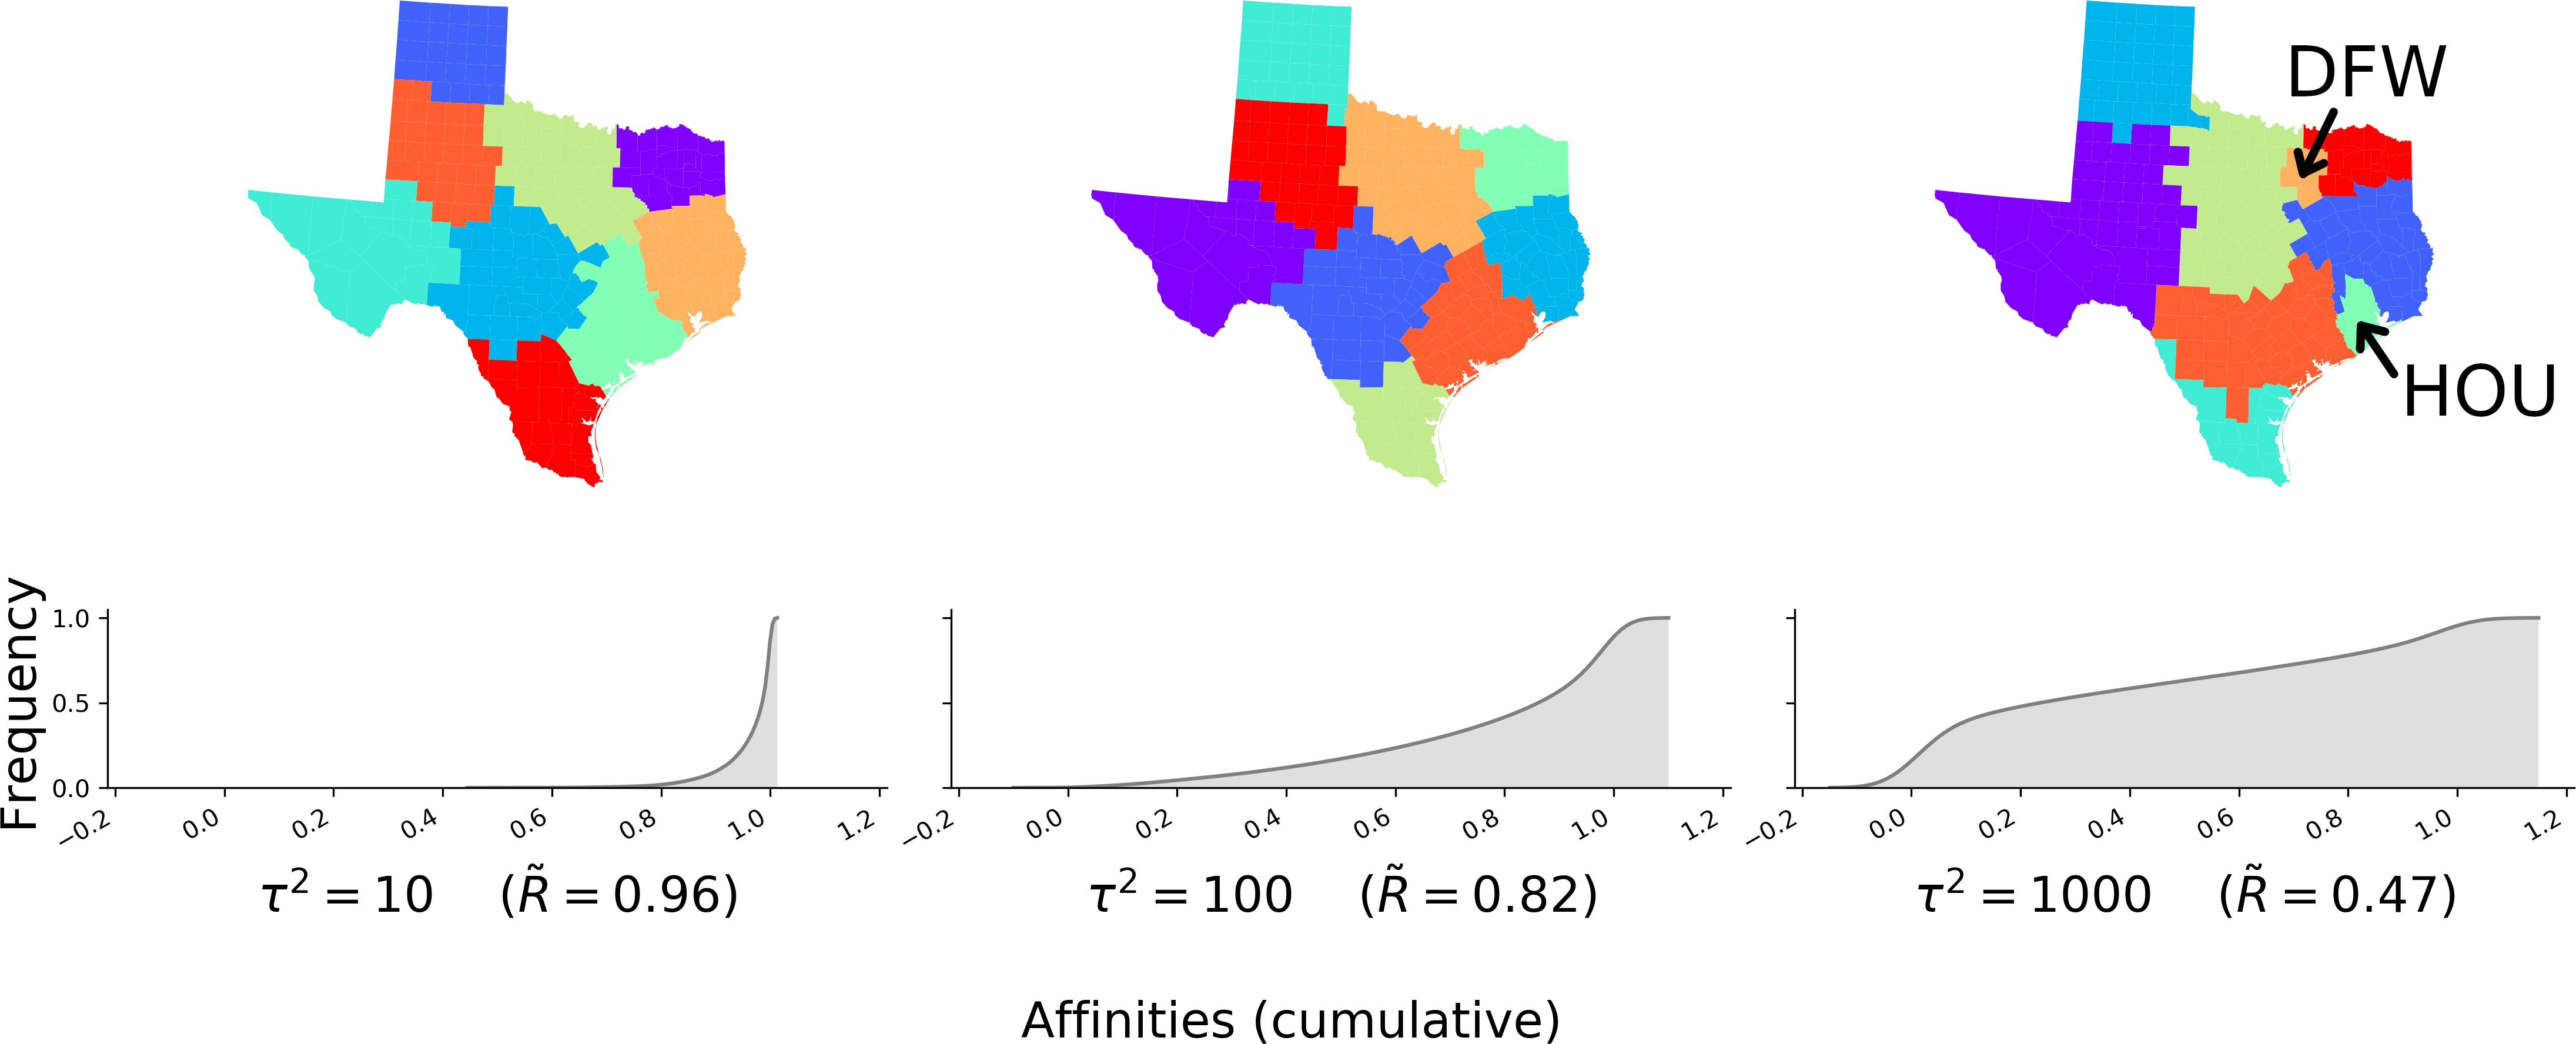 DFW
HOU
Frequency
1.0
0.5
0.0
−0.2 0.0 0.2 0.4 0.6 0.8 1.0 1.2
−0.2 0.0 0.2 0.4 0.6 0.8 1.0 1.2
−0.2 0.0 0.2 0.4 0.6 0.8 1.0 1.2
τ² = 10 (R̃ = 0.96)
τ² = 100 (R̃ = 0.82)
τ² = 1000 (R̃ = 0.47)
Affinities (cumulative)